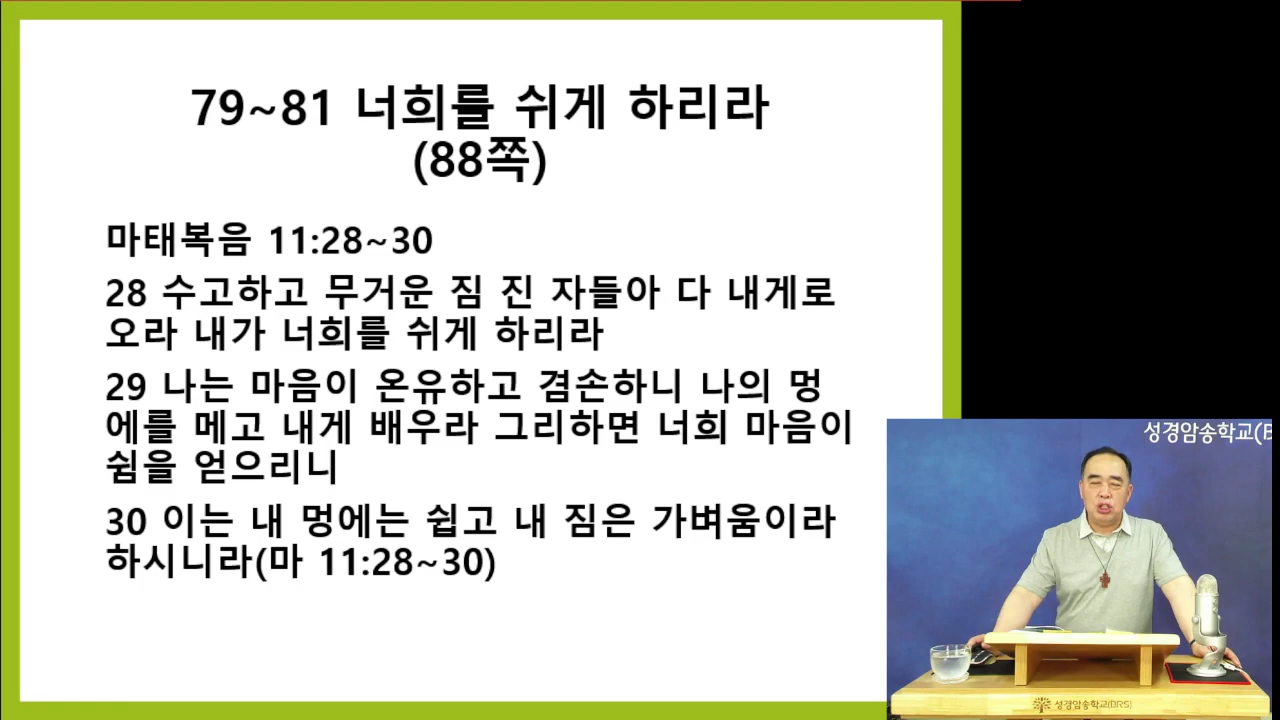 79~81 너희를 쉬게 하리라
(88쪽)
마태복음 11:28~30
28 수고하고 무거운 짐 진 자들아 다 내게로
오라 내가 너희를 쉬게 하리라
29 나는 마음이 온유하고 겸손하니 나의 멍
에를 메고 내게 배우라 그리하면 너희 마음이
쉼을 얻으리니
30 이는 내 멍에는 쉽고 내 짐은 가벼움이라
하시니라(마 11:28~30)
성경암송학교(B
성경암송학교(BRS)